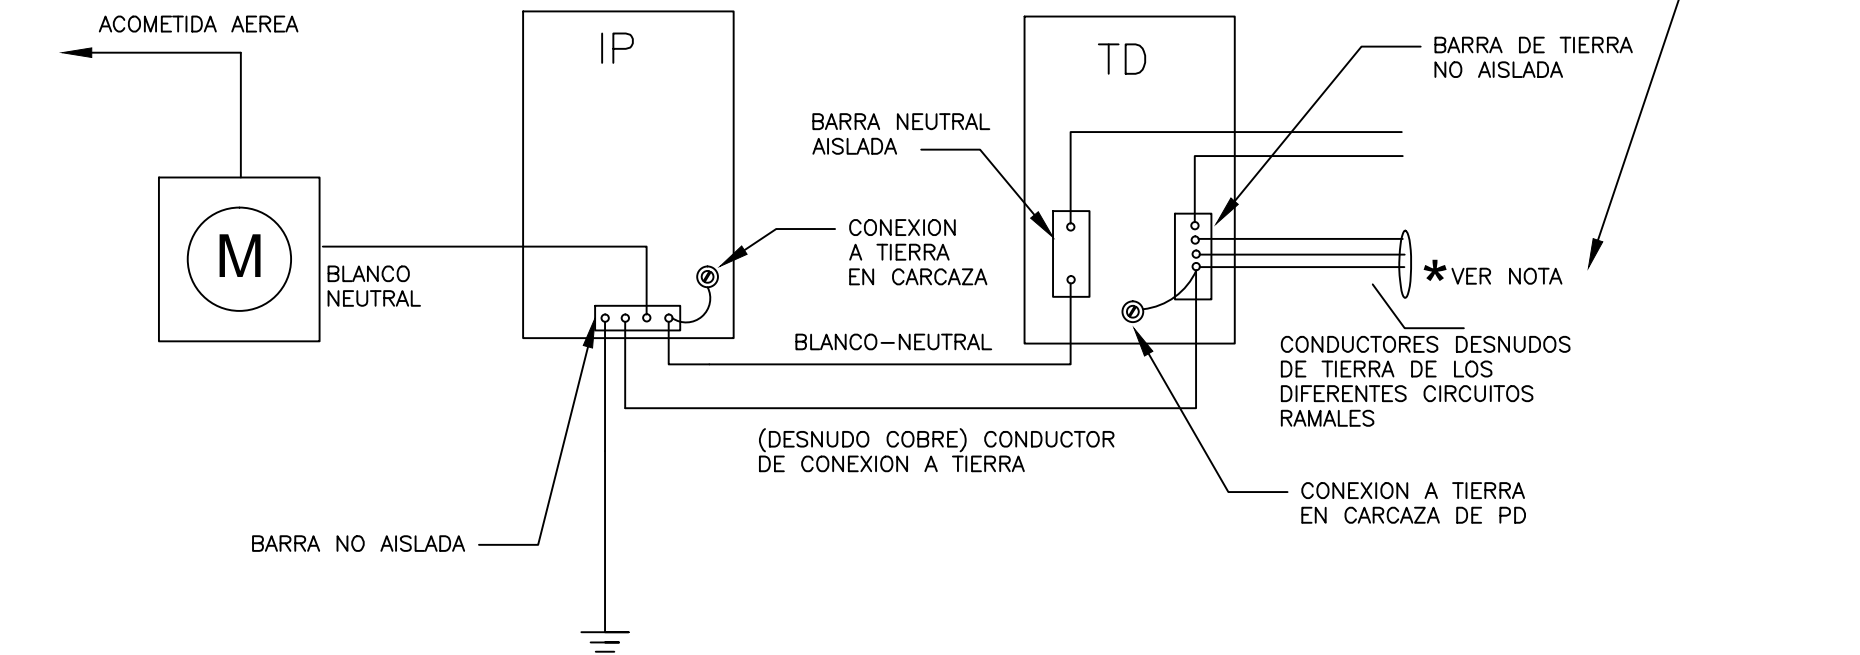 ACOMETIDA AEREA
IP
TD
BARRA DE TIERRA
NO AISLADA
BARRA NEUTRAL
AISLADA
M
BLANCO
NEUTRAL
CONEXION
A TIERRA
EN CARCAZA
*VER NOTA
BLANCO-NEUTRAL
CONDUCTORES DESNUDOS
DE TIERRA DE LOS
DIFERENTES CIRCUITOS
RAMALES
(DESNUDO COBRE) CONDUCTOR
DE CONEXION A TIERRA
CONEXION A TIERRA
EN CARCAZA DE PD
BARRA NO AISLADA